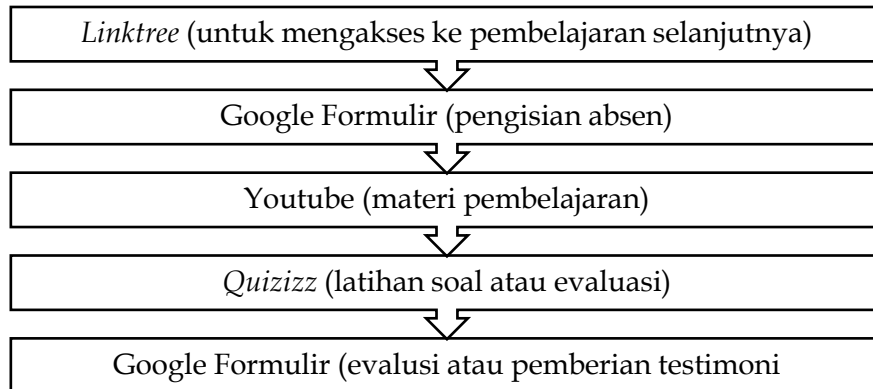 Linktree (untuk mengakses ke pembelajaran selanjutnya)
Google Formulir (pengisian absen)
Youtube (materi pembelajaran)
Quizizz (latihan soal atau evaluasi)
Google Formulir (evalusi atau pemberian testimoni